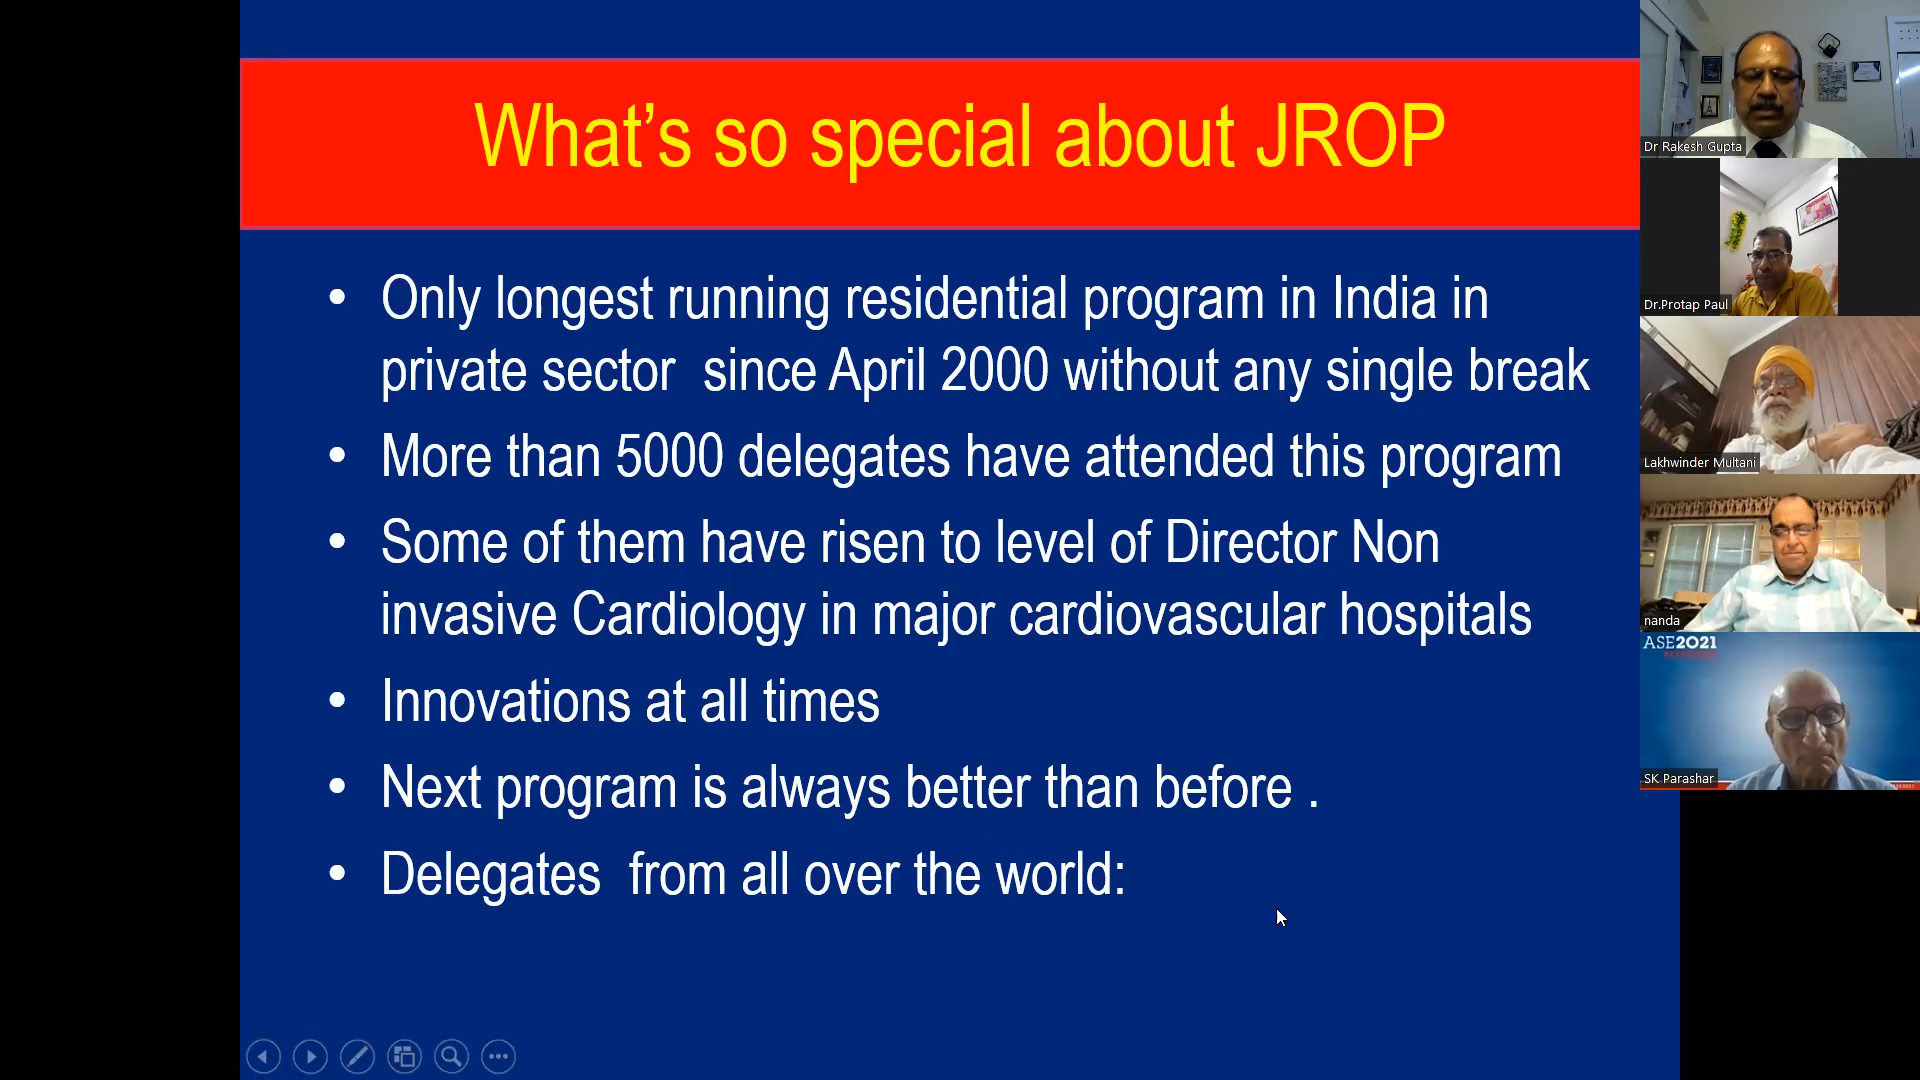 What's so special about JROP
• Only longest running residential program in India in
private sector since April 2000 without any single break
• More than 5000 delegates have attended this program
• Some of them have risen to level of Director Non
invasive Cardiology in major cardiovascular hospitals
• Innovations at all times
• Next program is always better than before .
• Delegates from all over the world:
Dr Rakesh Gupta
Dr.Protap Paul
Lakhwinder Multani
nanda
ASE2021
SK Parashar